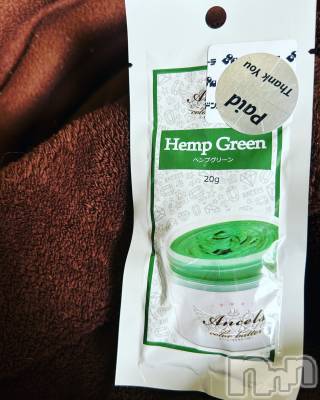 Paid
Thank You
Hemp Green
ヘンプグリーン
20g
Ancels
color butter